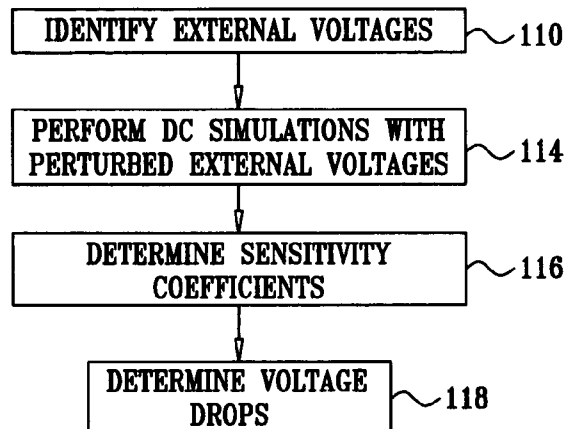 IDENTIFY EXTERNAL VOLTAGES
110
PERFORM DC SIMULATIONS WITH
PERTURBED EXTERNAL VOLTAGES
114
DETERMINE SENSITIVITY
COEFFICIENTS
116
DETERMINE VOLTAGE
DROPS
118